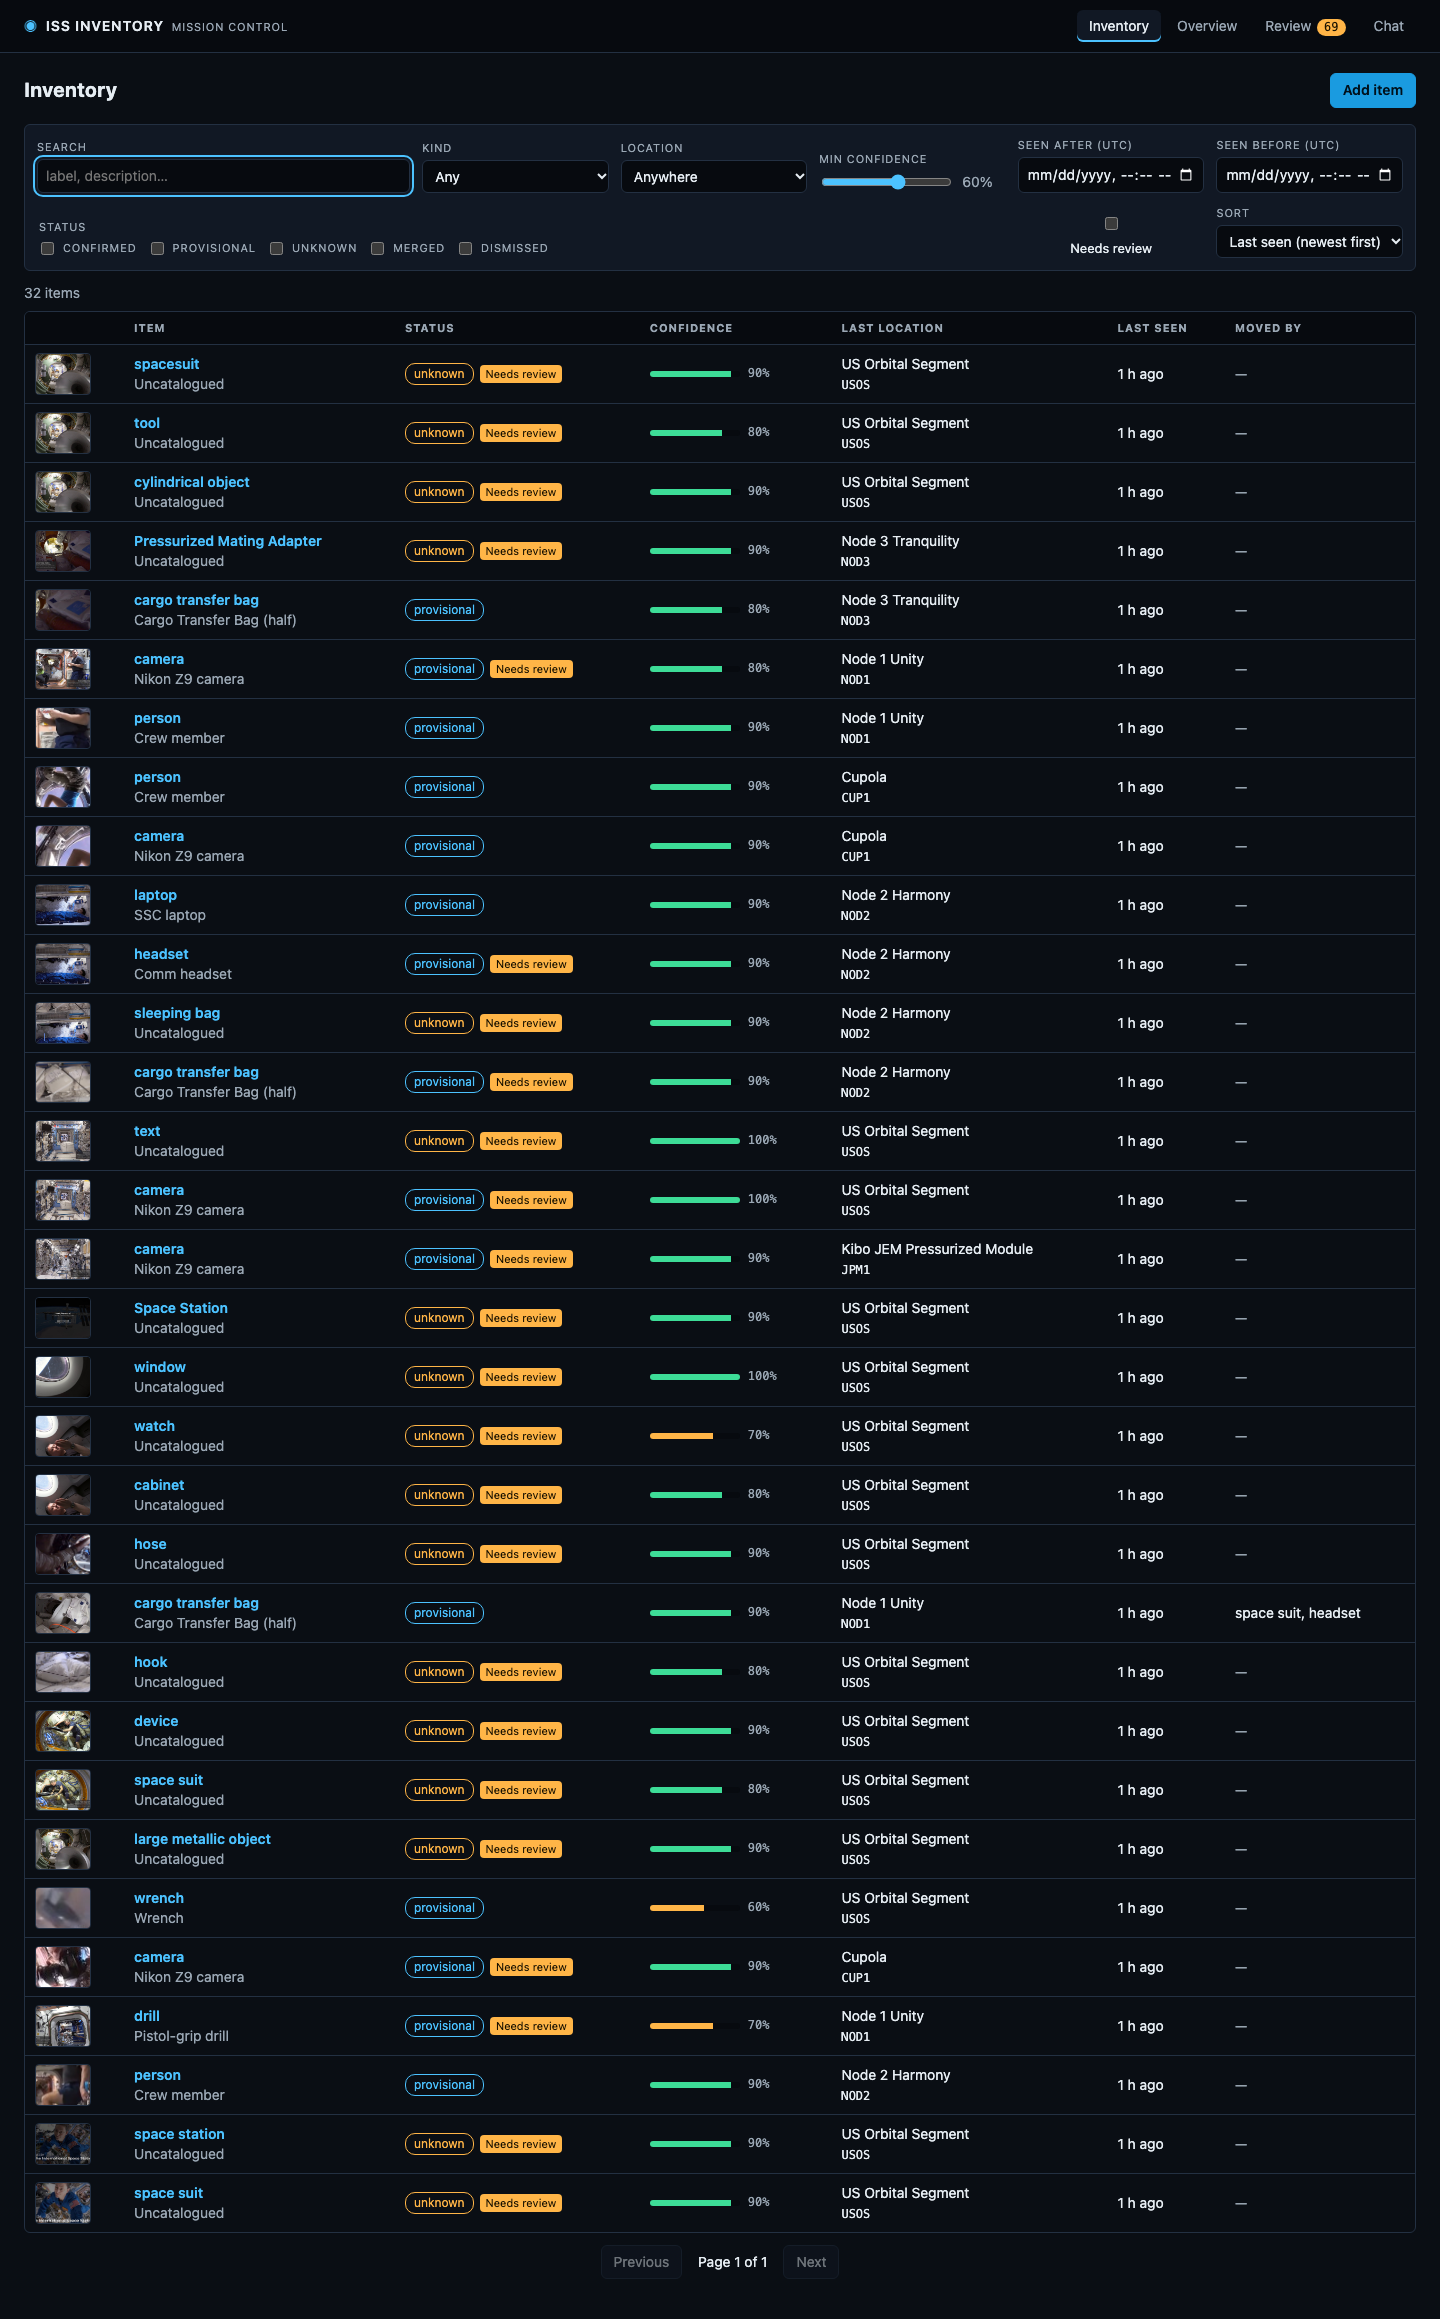 ISS INVENTORY MISSION CONTROL
Inventory Overview Review 69 Chat
Inventory
Add item
SEARCH KIND LOCATION MIN CONFIDENCE SEEN AFTER (UTC) SEEN BEFORE (UTC)
label, description... Any Anywhere 60% mm/dd/yyyy, --:-- -- mm/dd/yyyy, --:-- --
STATUS SORT
CONFIRMED PROVISIONAL UNKNOWN MERGED DISMISSED Needs review Last seen (newest first)
32 items
ITEM STATUS CONFIDENCE LAST LOCATION LAST SEEN MOVED BY
spacesuit US Orbital Segment
Uncatalogued unknown Needs review 90% USOS 1 h ago —
tool US Orbital Segment
Uncatalogued unknown Needs review 80% USOS 1 h ago —
cylindrical object US Orbital Segment
Uncatalogued unknown Needs review 90% USOS 1 h ago —
Pressurized Mating Adapter Node 3 Tranquility
Uncatalogued unknown Needs review 90% NOD3 1 h ago —
cargo transfer bag Node 3 Tranquility
Cargo Transfer Bag (half) provisional 80% NOD3 1 h ago —
camera Node 1 Unity
Nikon Z9 camera provisional Needs review 80% NOD1 1 h ago —
person Node 1 Unity
Crew member provisional 90% NOD1 1 h ago —
person Cupola
Crew member provisional 90% CUP1 1 h ago —
camera Cupola
Nikon Z9 camera provisional 90% CUP1 1 h ago —
laptop Node 2 Harmony
SSC laptop provisional 90% NOD2 1 h ago —
headset Node 2 Harmony
Comm headset provisional Needs review 90% NOD2 1 h ago —
sleeping bag Node 2 Harmony
Uncatalogued unknown Needs review 90% NOD2 1 h ago —
cargo transfer bag Node 2 Harmony
Cargo Transfer Bag (half) provisional Needs review 90% NOD2 1 h ago —
text US Orbital Segment
Uncatalogued unknown Needs review 100% USOS 1 h ago —
camera US Orbital Segment
Nikon Z9 camera provisional Needs review 100% USOS 1 h ago —
camera Kibo JEM Pressurized Module
Nikon Z9 camera provisional Needs review 90% JPM1 1 h ago —
Space Station US Orbital Segment
Uncatalogued unknown Needs review 90% USOS 1 h ago —
window US Orbital Segment
Uncatalogued unknown Needs review 100% USOS 1 h ago —
watch US Orbital Segment
Uncatalogued unknown Needs review 70% USOS 1 h ago —
cabinet US Orbital Segment
Uncatalogued unknown Needs review 80% USOS 1 h ago —
hose US Orbital Segment
Uncatalogued unknown Needs review 90% USOS 1 h ago —
cargo transfer bag Node 1 Unity
Cargo Transfer Bag (half) provisional 90% NOD1 1 h ago space suit, headset
hook US Orbital Segment
Uncatalogued unknown Needs review 80% USOS 1 h ago —
device US Orbital Segment
Uncatalogued unknown Needs review 90% USOS 1 h ago —
space suit US Orbital Segment
Uncatalogued unknown Needs review 80% USOS 1 h ago —
large metallic object US Orbital Segment
Uncatalogued unknown Needs review 90% USOS 1 h ago —
wrench US Orbital Segment
Wrench provisional 60% USOS 1 h ago —
camera Cupola
Nikon Z9 camera provisional Needs review 90% CUP1 1 h ago —
drill Node 1 Unity
Pistol-grip drill provisional Needs review 70% NOD1 1 h ago —
person Node 2 Harmony
Crew member provisional 90% NOD2 1 h ago —
space station US Orbital Segment
Uncatalogued unknown Needs review 90% USOS 1 h ago —
space suit US Orbital Segment
Uncatalogued unknown Needs review 90% USOS 1 h ago —
Previous Page 1 of 1 Next